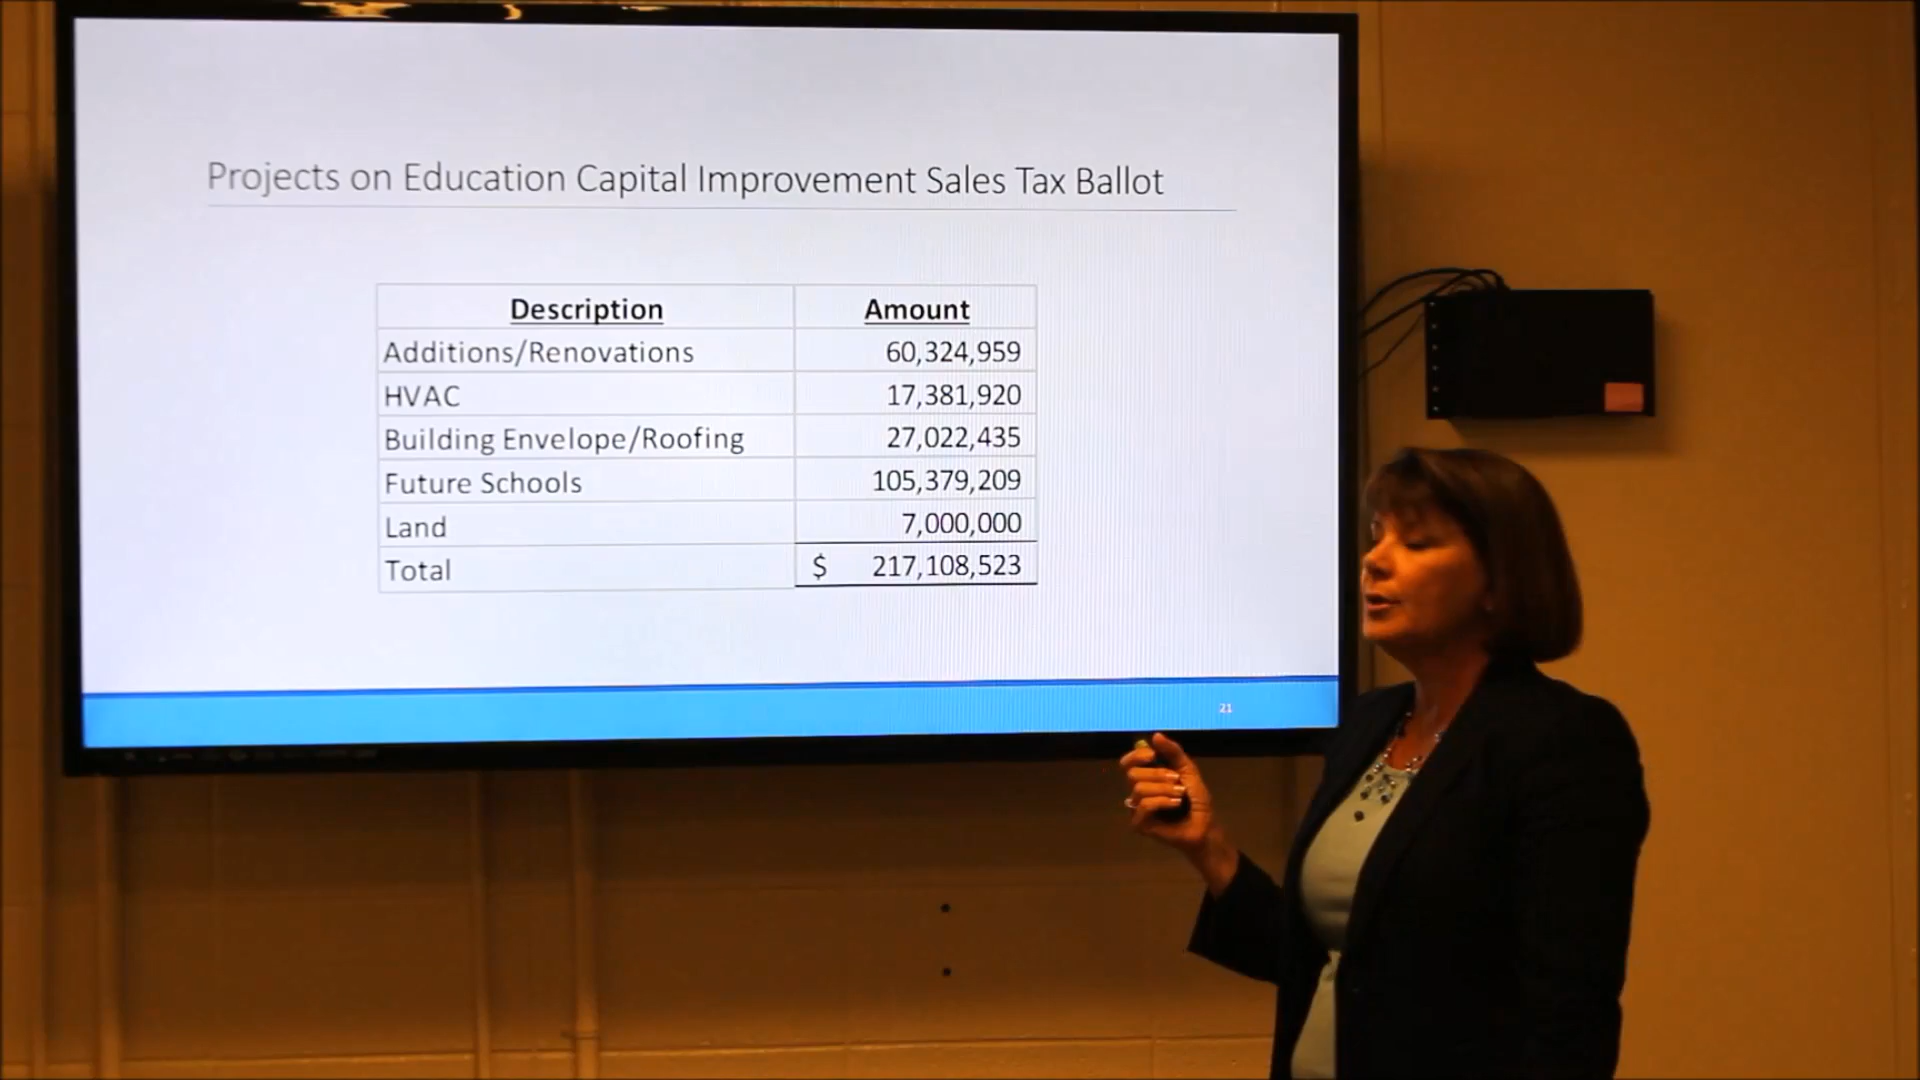 Projects on Education Capital Improvement Sales Tax Ballot
Description Amount
Additions/Renovations 60,324,959
HVAC 17,381,920
Building Envelope/Roofing 27,022,435
Future Schools 105,379,209
Land 7,000,000
Total $ 217,108,523
21